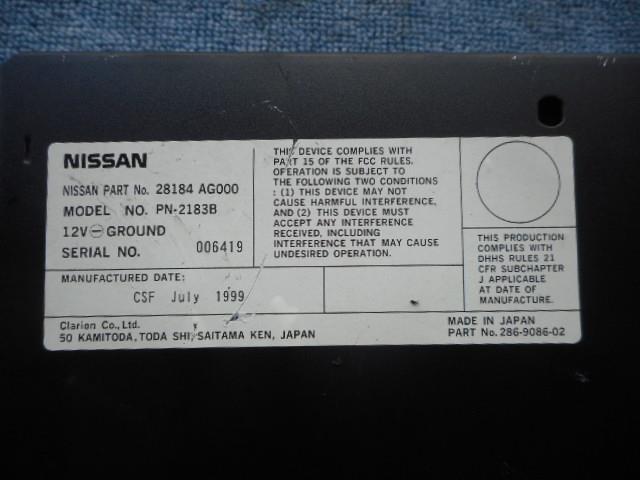 NISSAN
NISSAN PART No. 28184 AG000
MODEL NO. PN-2183B
12V ⊖ GROUND
SERIAL NO. 006419
MANUFACTURED DATE:
CSF July 1999
THIS DEVICE COMPLIES WITH
PART 15 OF THE FCC RULES.
OPERATION IS SUBJECT TO
THE FOLLOWING TWO CONDITIONS
: (1) THIS DEVICE MAY NOT
CAUSE HARMFUL INTERFERENCE,
AND (2) THIS DEVICE MUST
ACCEPT ANY INTERFERENCE
RECEIVED, INCLUDING
INTERFERENCE THAT MAY CAUSE
UNDESIRED OPERATION.
THIS PRODUCTION
COMPLIES WITH
DHHS RULES 21
CFR SUBCHAPTER
J APPLICABLE
AT DATE OF
MANUFACTURE.
Clarion Co., Ltd.
50 KAMITODA, TODA SHI, SAITAMA KEN, JAPAN
MADE IN JAPAN
PART No. 286-9086-02